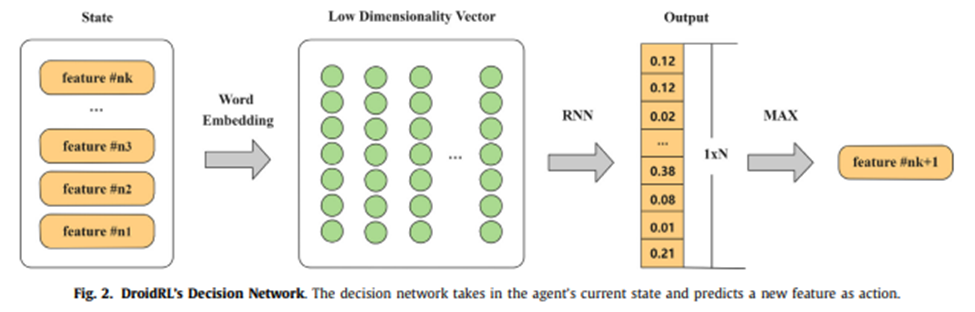 State
Low Dimensionality Vector
Output
feature #nk
...
feature #n3
feature #n2
feature #n1
Word
Embedding
...
RNN
0.12
0.12
0.02
...
0.38
0.08
0.01
0.21
1xN
MAX
feature #nk+1
Fig. 2. DroidRL's Decision Network. The decision network takes in the agent's current state and predicts a new feature as action.